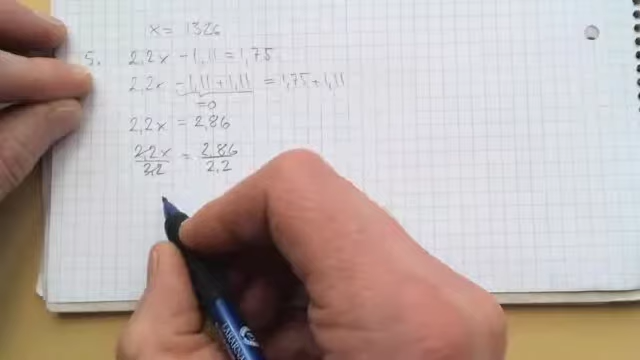 x = 1326
5. 2,2x - 1,11 = 1,75
2,2x - 1,11 + 1,11 = 1,75 + 1,11
=0
2,2x = 2,86
2,2x/2,2 = 2,86/2,2